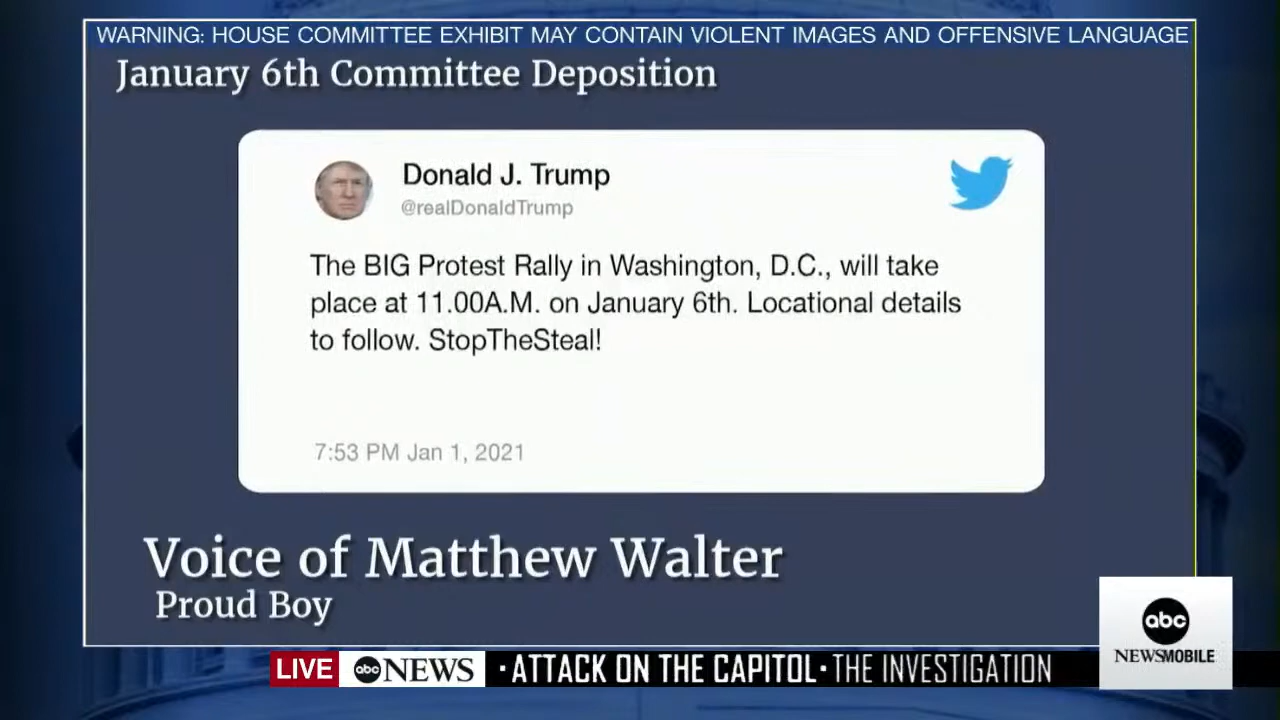 WARNING: HOUSE COMMITTEE EXHIBIT MAY CONTAIN VIOLENT IMAGES AND OFFENSIVE LANGUAGE
January 6th Committee Deposition
Donald J. Trump
@realDonaldTrump
The BIG Protest Rally in Washington, D.C., will take
place at 11.00A.M. on January 6th. Locational details
to follow. StopTheSteal!
7:53 PM Jan 1, 2021
Voice of Matthew Walter
Proud Boy
abc
NEWSMOBILE
LIVE abc NEWS • ATTACK ON THE CAPITOL • THE INVESTIGATION